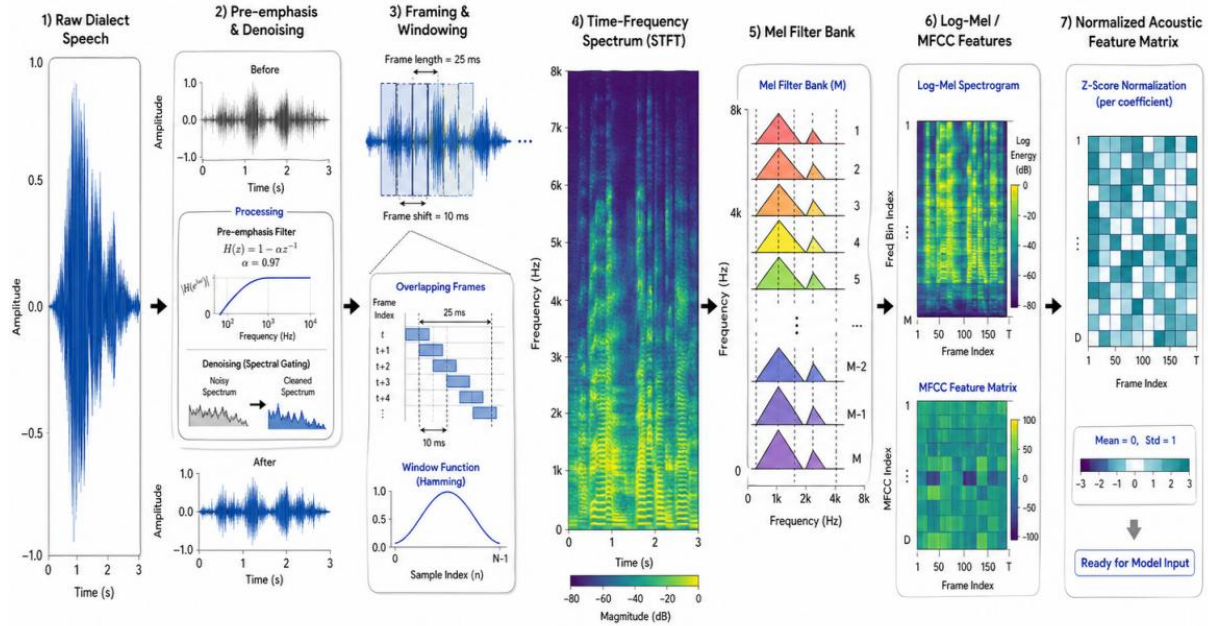 1) Raw Dialect
Speech
1.0
0.5
0.0
−0.5
−1.0
Amplitude
0 1 2 3
Time (s)
2) Pre-emphasis
& Denoising
Before
1.0
0.0
−1.0
Amplitude
0 1 2 3
Time (s)
Processing
Pre-emphasis Filter
H(z) = 1 − αz⁻¹
α = 0.97
|H(e^{jω})|
10² 10³ 10⁴
Frequency (Hz)
Denoising (Spectral Gating)
Noisy
Spectrum
Cleaned
Spectrum
After
1.0
0.0
−1.0
Amplitude
0 1 2 3
Time (s)
3) Framing &
Windowing
Frame length = 25 ms
...
Frame shift = 10 ms
Overlapping Frames
Frame
Index
25 ms
t
t+1
t+2
t+3
t+4
⋮
10 ms
Window Function
(Hamming)
1.0
0.5
0.0
0 N-1
Sample Index (n)
4) Time-Frequency
Spectrum (STFT)
8k
7k
6k
5k
4k
3k
2k
1k
0
Frequency (Hz)
0 1 2 3
Time (s)
−80 −60 −40 −20 0
Magnitude (dB)
5) Mel Filter Bank
Mel Filter Bank (M)
8k
4k
0
Frequency (Hz)
1
2
3
4
5
⋮ ...
M-2
M-1
M
0 1k 2k 4k 8k
Frequency (Hz)
6) Log-Mel /
MFCC Features
Log-Mel Spectrogram
1
⋮
M
Fred Bin Index
1 50 100 150 T
Frame Index
Log
Energy
(dB)
0
−20
−40
−60
−80
MFCC Feature Matrix
1
⋮
D
MFCC Index
1 50 100 150 T
Frame Index
100
50
0
−50
−100
7) Normalized Acoustic
Feature Matrix
Z-Score Normalization
(per coefficient)
1
⋮
D
1 50 100 150 T
Frame Index
Mean = 0, Std = 1
−3 −2 −1 0 1 2 3
Ready for Model Input